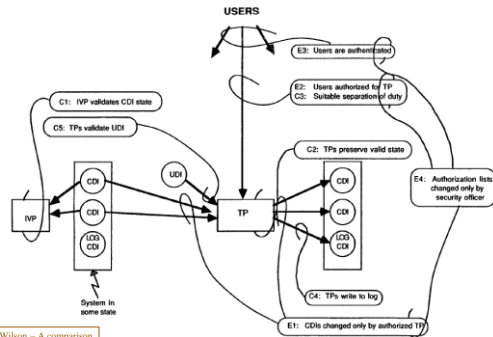 USERS
E3: Users are authenticated
E2: Users authorized for TP
C3: Suitable separation of duty
C1: IVP validates CDI state
C5: TPs validate UDI
C2: TPs preserve valid state
E4: Authorization lists
changed only by
security officer
UDI
CDI
CDI
CDI
CDI
IVP
TP
LOG
CDI
LOG
CDI
System in
some state
C4: TPs write to log
E1: CDIs changed only by authorized TP
Wilson – A comparison